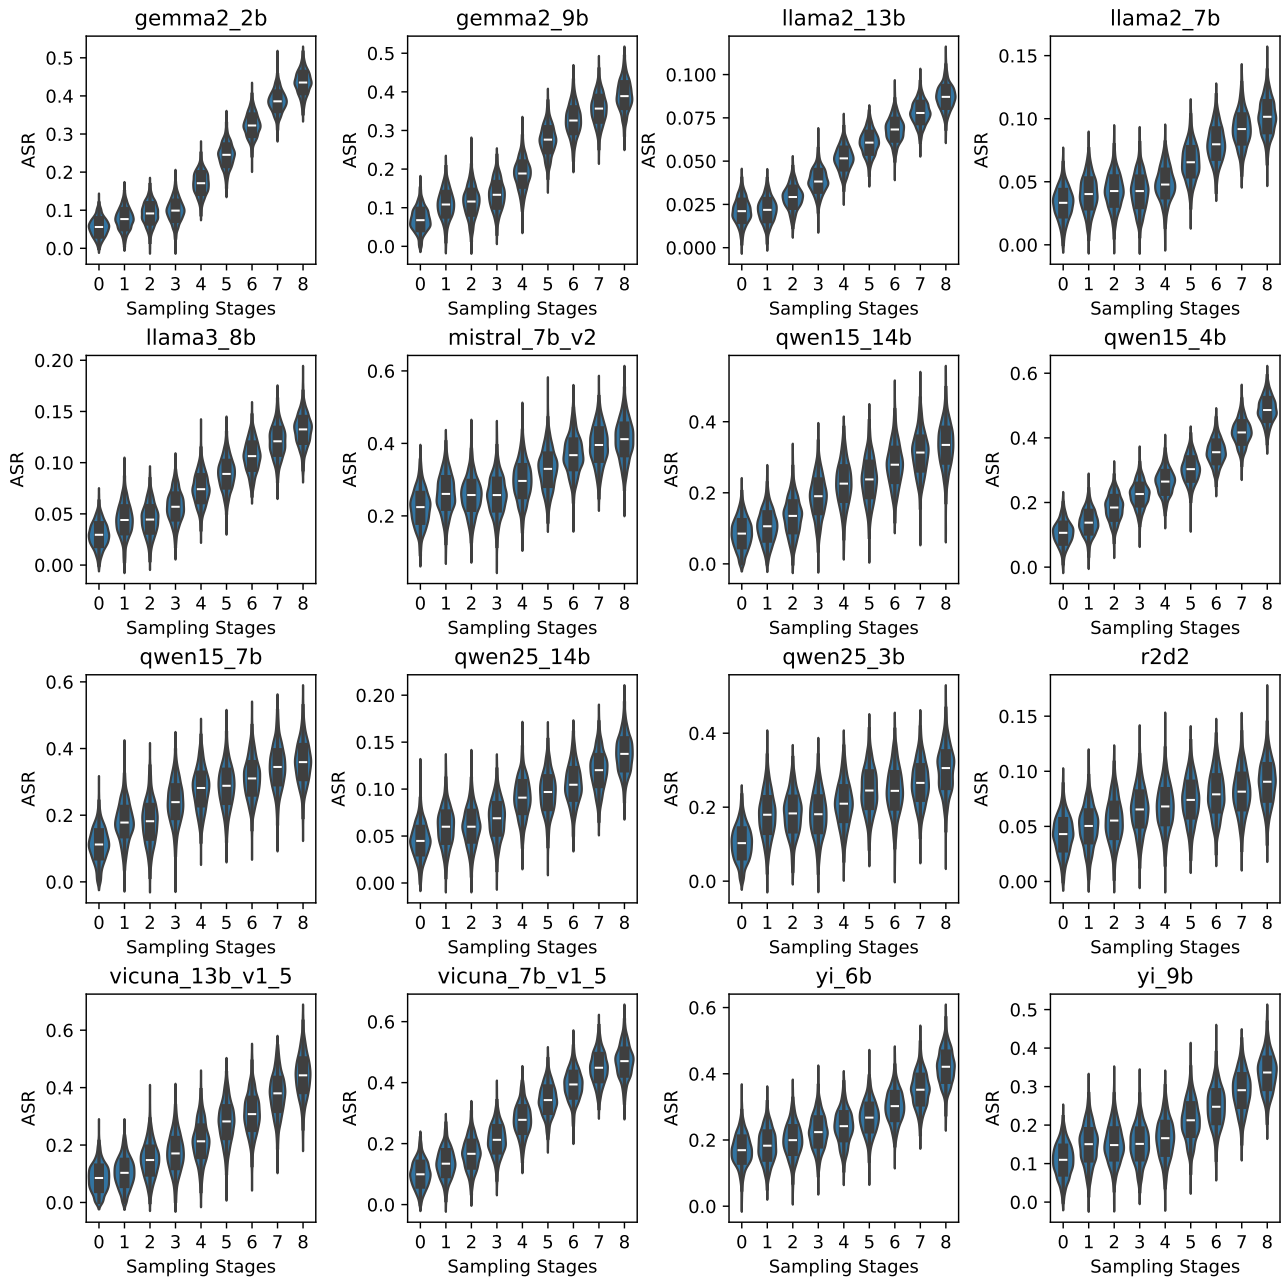 gemma2_2b gemma2_9b llama2_13b llama2_7b
0.5 0.4 0.3 0.2 0.1 0.0
ASR
0 1 2 3 4 5 6 7 8
Sampling Stages
0.5 0.4 0.3 0.2 0.1 0.0
ASR
0 1 2 3 4 5 6 7 8
Sampling Stages
0.100 0.075 0.050 0.025 0.000
ASR
0 1 2 3 4 5 6 7 8
Sampling Stages
0.15 0.10 0.05 0.00
ASR
0 1 2 3 4 5 6 7 8
Sampling Stages
llama3_8b mistral_7b_v2 qwen15_14b qwen15_4b
0.20 0.15 0.10 0.05 0.00
ASR
0 1 2 3 4 5 6 7 8
Sampling Stages
0.6 0.4 0.2
ASR
0 1 2 3 4 5 6 7 8
Sampling Stages
0.4 0.2 0.0
ASR
0 1 2 3 4 5 6 7 8
Sampling Stages
0.6 0.4 0.2 0.0
ASR
0 1 2 3 4 5 6 7 8
Sampling Stages
qwen15_7b qwen25_14b qwen25_3b r2d2
0.6 0.4 0.2 0.0
ASR
0 1 2 3 4 5 6 7 8
Sampling Stages
0.20 0.15 0.10 0.05 0.00
ASR
0 1 2 3 4 5 6 7 8
Sampling Stages
0.4 0.2 0.0
ASR
0 1 2 3 4 5 6 7 8
Sampling Stages
0.15 0.10 0.05 0.00
ASR
0 1 2 3 4 5 6 7 8
Sampling Stages
vicuna_13b_v1_5 vicuna_7b_v1_5 yi_6b yi_9b
0.6 0.4 0.2 0.0
ASR
0 1 2 3 4 5 6 7 8
Sampling Stages
0.6 0.4 0.2 0.0
ASR
0 1 2 3 4 5 6 7 8
Sampling Stages
0.6 0.4 0.2 0.0
ASR
0 1 2 3 4 5 6 7 8
Sampling Stages
0.5 0.4 0.3 0.2 0.1 0.0
ASR
0 1 2 3 4 5 6 7 8
Sampling Stages